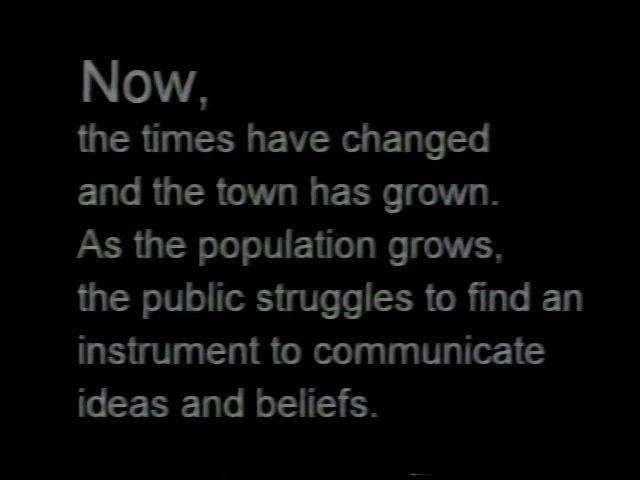 Now,
the times have changed
and the town has grown.
As the population grows,
the public struggles to find an
instrument to communicate
ideas and beliefs.